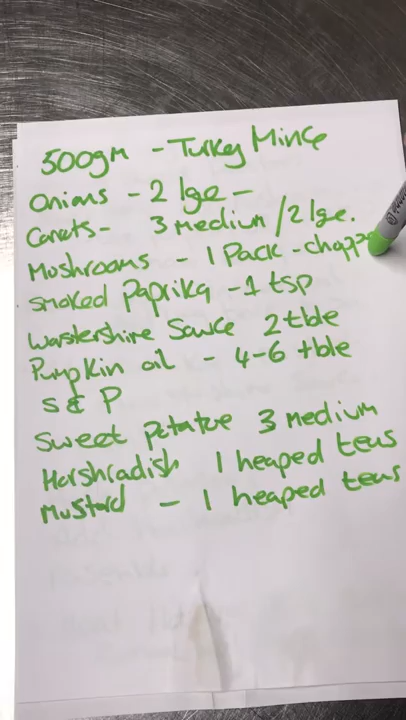 500gm - Turkey Mince
Onions - 2 lge -
Carrots - 3 medium / 2 lge.
Mushrooms - 1 Pack - choppe
Smoked Paprika - 1 tsp
Wastershire Sauce 2 tble
Pumpkin oil - 4-6 tble
S & P
Sweet potatoe 3 medium
Horshradish 1 heaped teas
Mustard - 1 heaped teas